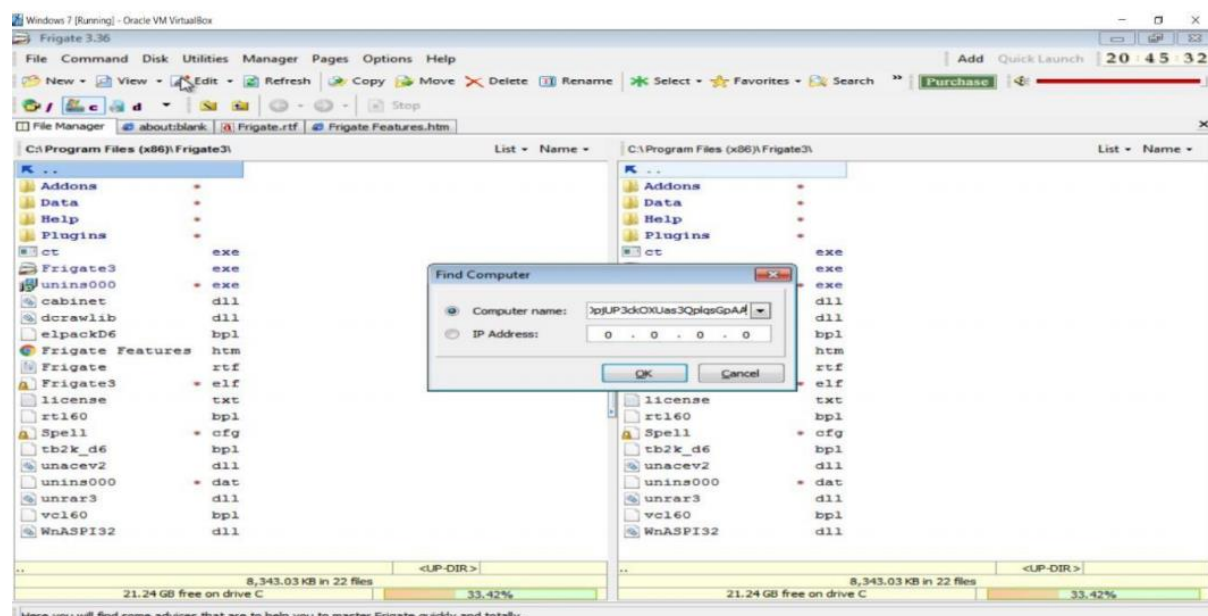 Windows 7 [Running] - Oracle VM VirtualBox
Frigate 3.36
File Command Disk Utilities Manager Pages Options Help Add Quick Launch 20:45:32
New View Edit Refresh Copy Move Delete Rename Select Favorites Search » Purchase
/ c d Stop
File Manager about:blank Frigate.rtf Frigate Features.htm
C:\Program Files (x86)\Frigate3\ List Name C:\Program Files (x86)\Frigate3\ List Name
.. ..
Addons Addons
Data Data
Help Help
Plugins Plugins
ct exe ct exe
Frigate3 exe exe
unins000 exe exe
cabinet dll dll
dcrawlib dll dll
elpackD6 bpl bpl
Frigate Features htm htm
Frigate rtf rtf
Frigate3 elf elf
license txt license txt
rtl60 bpl rtl60 bpl
Spell cfg Spell cfg
tb2k_d6 bpl tb2k_d6 bpl
unacev2 dll unacev2 dll
unins000 dat unins000 dat
unrar3 dll unrar3 dll
vcl60 bpl vcl60 bpl
WnASPI32 dll WnASPI32 dll
Find Computer
Computer name:
IP Address: 0 . 0 . 0 . 0
OK Cancel
.. <UP-DIR> .. <UP-DIR>
8,343.03 KB in 22 files 8,343.03 KB in 22 files
21.24 GB free on drive C 33.42% 21.24 GB free on drive C 33.42%
Here you will find some advices that are to help you to master Frigate quickly and totally